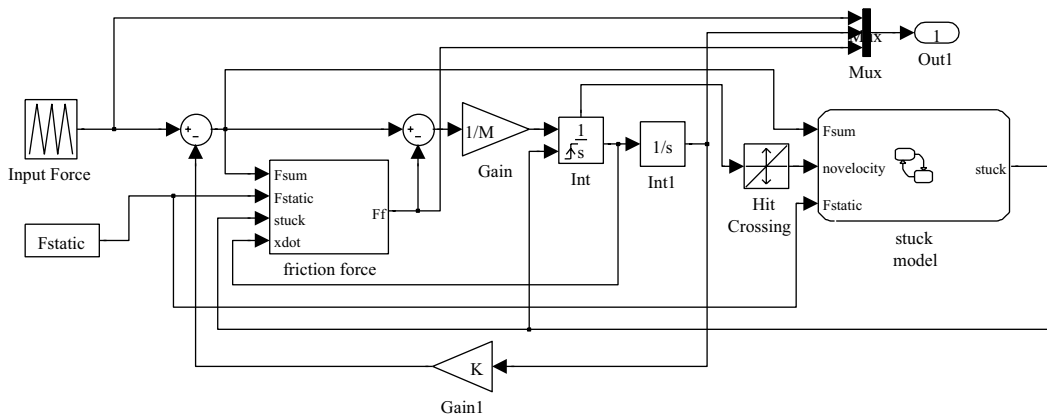 Mux
Mux
1
Out1
Input Force
+
−
+
−
1/M
Gain
1
s
Int
1/s
Int1
Hit
Crossing
Fsum
novelocity
Fstatic
stuck
stuck
model
Fstatic
Fsum
Fstatic
stuck
xdot
Ff
friction force
K
Gain1